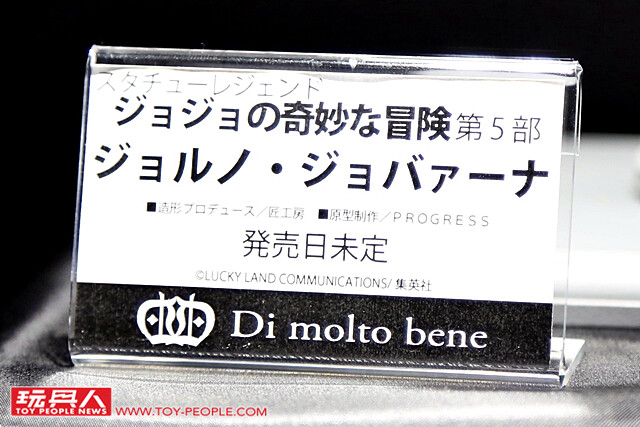 スタチューレジェンド
ジョジョの奇妙な冒険第5部
ジョルノ・ジョバァーナ
■造形プロデュース/匠工房 ■原型制作/PROGRESS
発売日未定
©LUCKY LAND COMMUNICATIONS/集英社
Di molto bene
玩具人
TOY PEOPLE NEWS
WWW.TOY-PEOPLE.COM